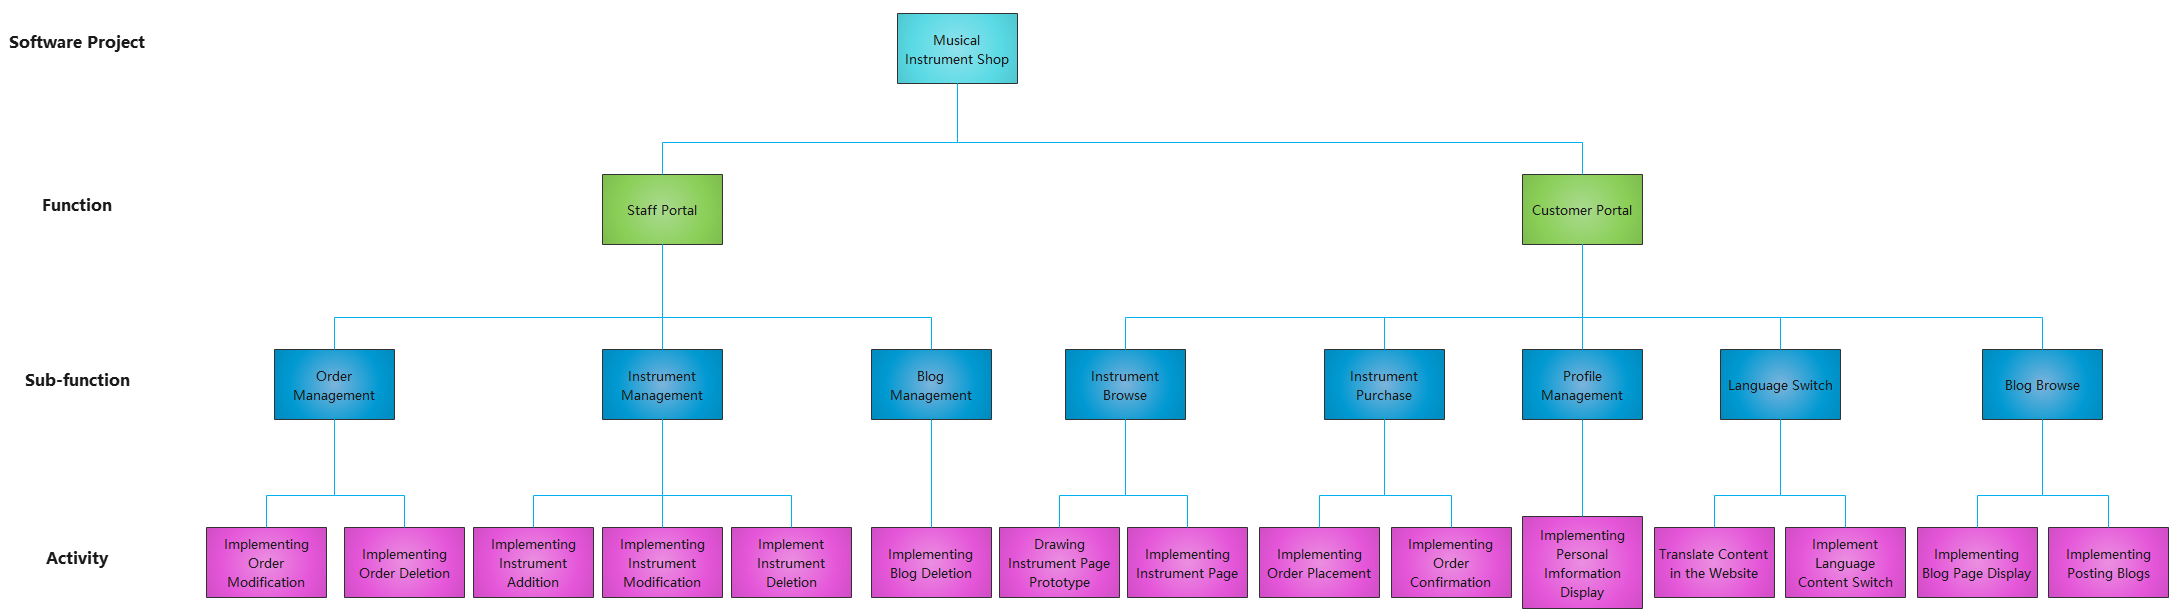 Software Project
Musical
Instrument Shop
Function
Staff Portal
Customer Portal
Sub-function
Order
Management
Instrument
Management
Blog
Management
Instrument
Browse
Instrument
Purchase
Profile
Management
Language Switch
Blog Browse
Activity
Implementing
Order
Modification
Implementing
Order Deletion
Implementing
Instrument
Addition
Implementing
Instrument
Modification
Implement
Instrument
Deletion
Implementing
Blog Deletion
Drawing
Instrument Page
Prototype
Implementing
Instrument Page
Implementing
Order Placement
Implementing
Order
Confirmation
Implementing
Personal
Imformation
Display
Translate Content
in the Website
Implement
Language
Content Switch
Implementing
Blog Page Display
Implementing
Posting Blogs